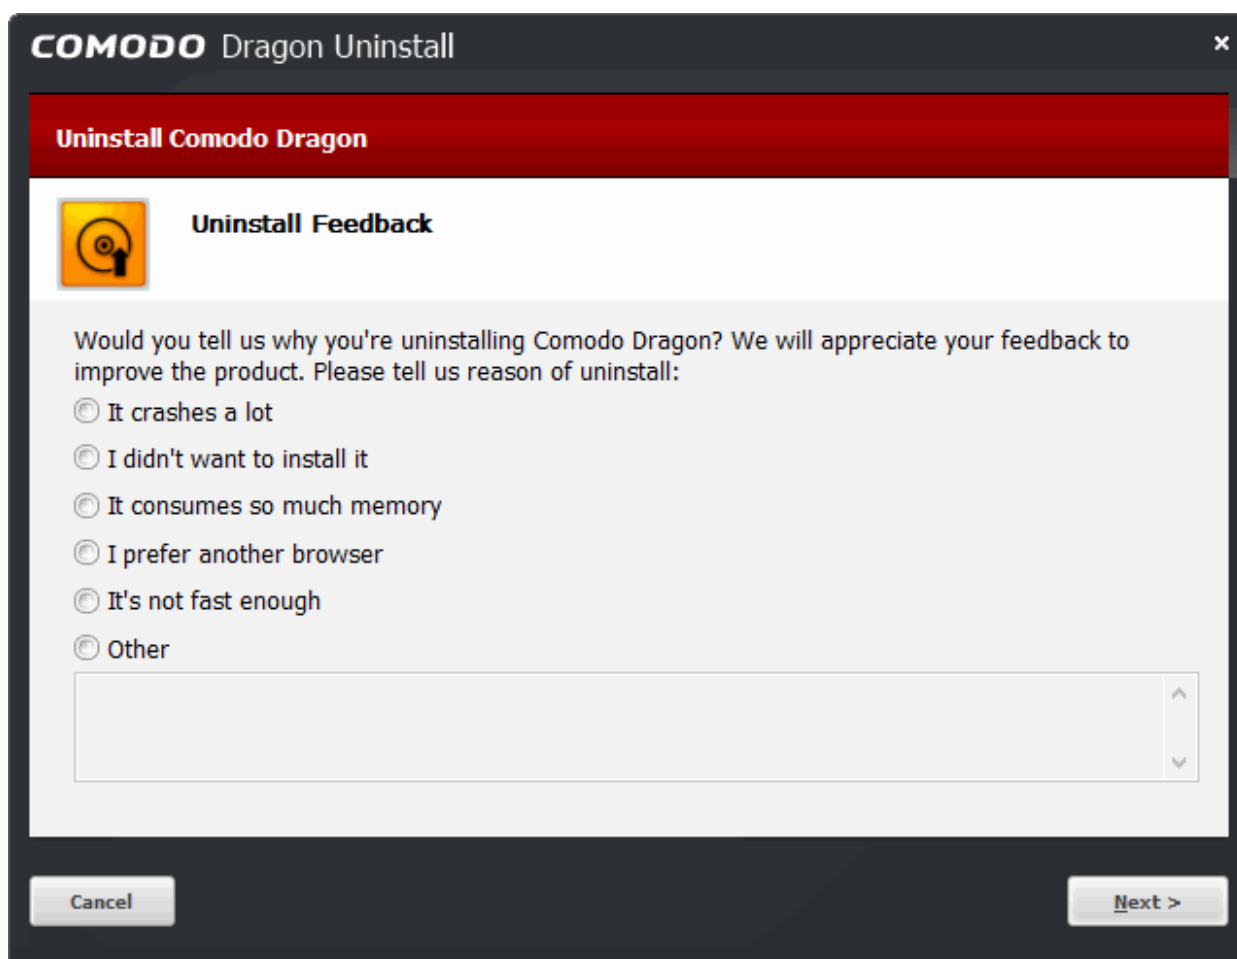 COMODO Dragon Uninstall
Uninstall Comodo Dragon
Uninstall Feedback
Would you tell us why you're uninstalling Comodo Dragon? We will appreciate your feedback to
improve the product. Please tell us reason of uninstall:
It crashes a lot
I didn't want to install it
It consumes so much memory
I prefer another browser
It's not fast enough
Other
Cancel
Next >